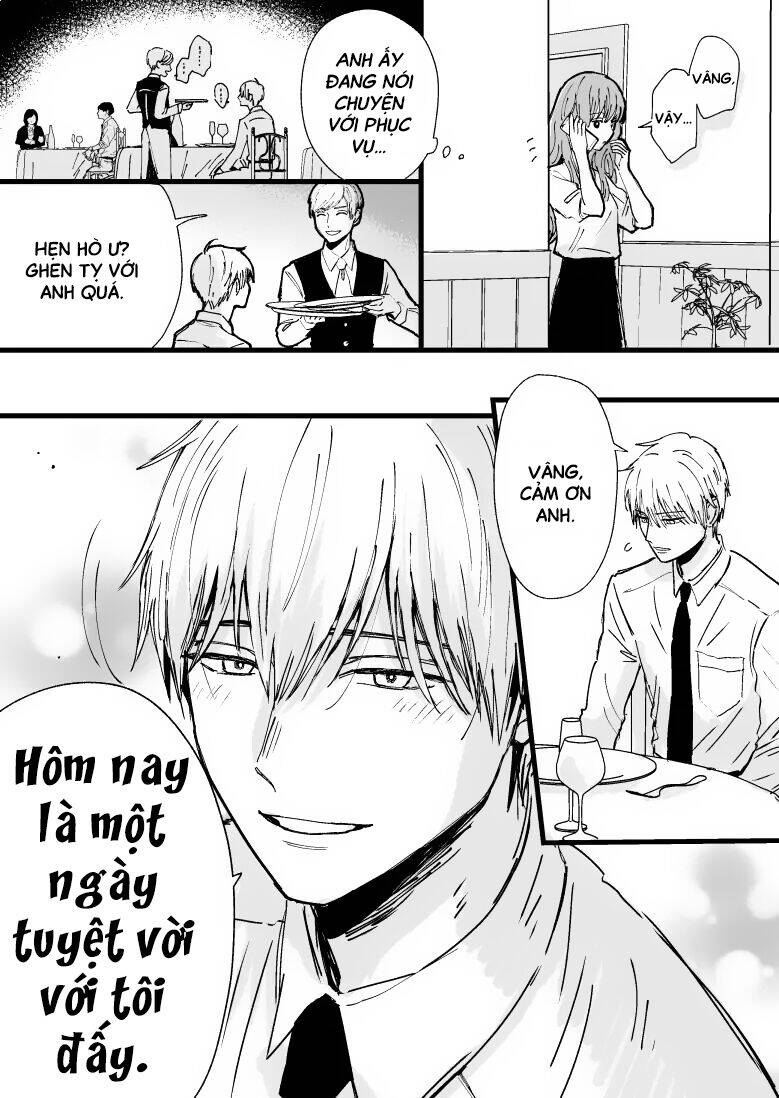 VÂNG,
VẬY...
ANH ẤY
ĐANG NÓI
CHUYỆN
VỚI PHỤC
VỤ...
HẸN HÒ Ư?
GHEN TỴ VỚI
ANH QUÁ.
VÂNG,
CẢM ƠN
ANH.
Hôm nay
là một
ngày
tuyệt vời
với tôi
đấy.